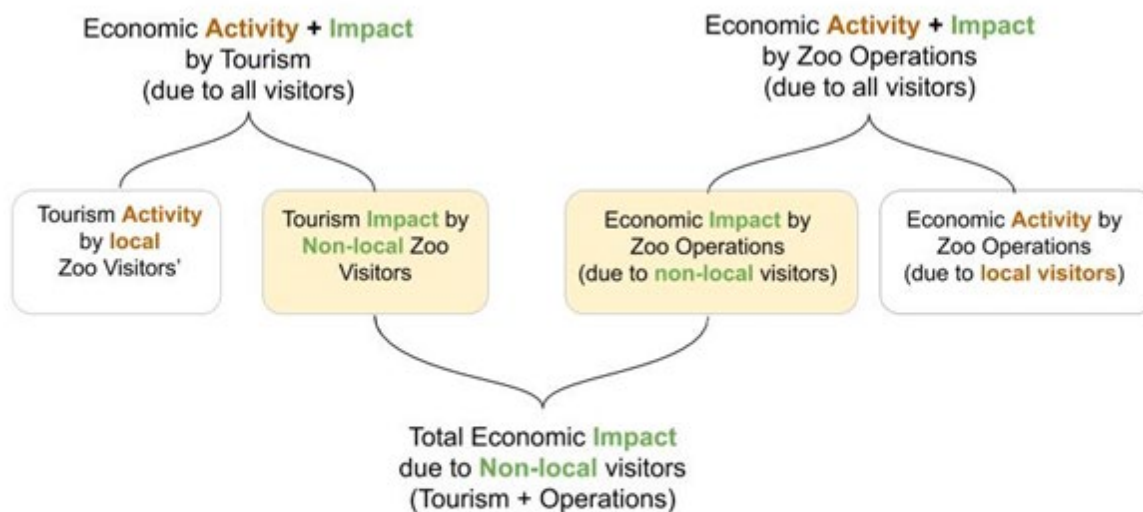 Economic Activity + Impact
by Tourism
(due to all visitors)
Economic Activity + Impact
by Zoo Operations
(due to all visitors)
Tourism Activity
by local
Zoo Visitors'
Tourism Impact by
Non-local Zoo
Visitors
Economic Impact by
Zoo Operations
(due to non-local visitors)
Economic Activity by
Zoo Operations
(due to local visitors)
Total Economic Impact
due to Non-local visitors
(Tourism + Operations)